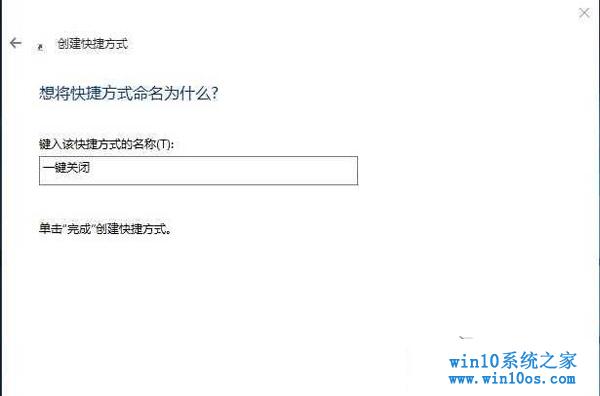 创建快捷方式
想将快捷方式命名为什么?
键入该快捷方式的名称(T):
一键关闭
单击"完成"创建快捷方式。
win10系统之家
www.win10os.com